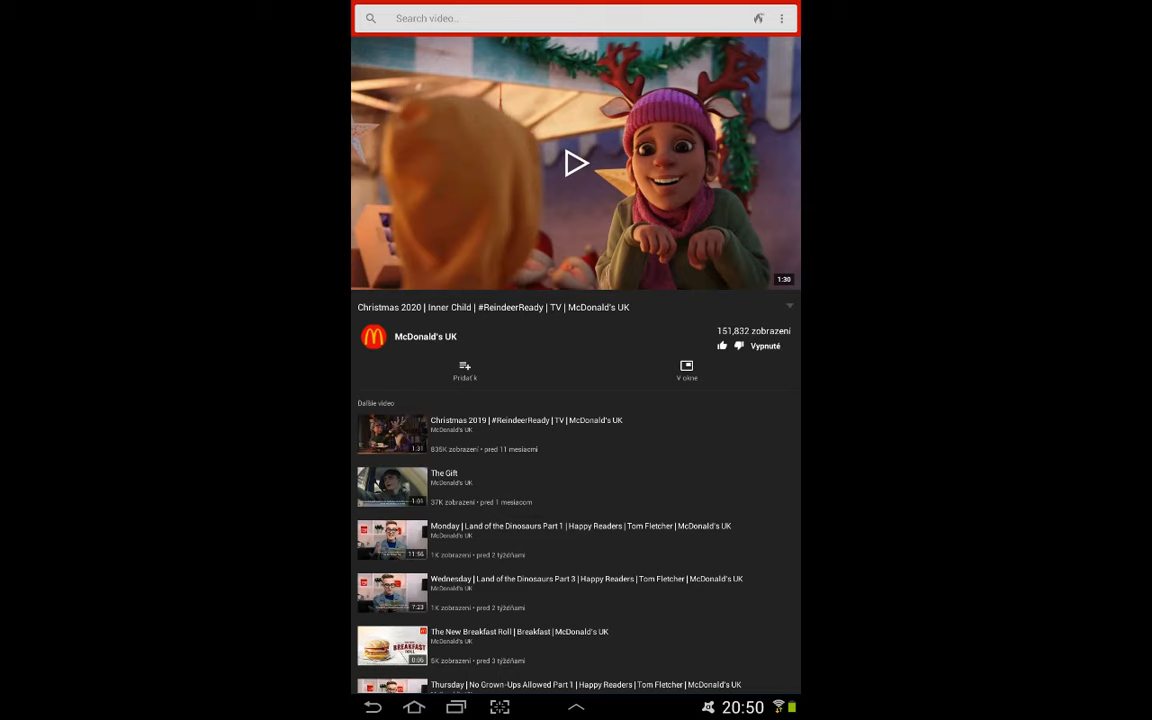 Search video..
1:30
Christmas 2020 | Inner Child | #ReindeerReady | TV | McDonald's UK
McDonald's UK
151,832 zobrazení
Vypnuté
Pridať k
V okne
Ďalšie video
Christmas 2019 | #ReindeerReady | TV | McDonald's UK
McDonald's UK
1:31
835K zobrazení • pred 11 mesiacmi
The Gift
McDonald's UK
1:01
37K zobrazení • pred 1 mesiacom
Monday | Land of the Dinosaurs Part 1 | Happy Readers | Tom Fletcher | McDonald's UK
McDonald's UK
11:56
1K zobrazení • pred 2 týždňami
Wednesday | Land of the Dinosaurs Part 3 | Happy Readers | Tom Fletcher | McDonald's UK
McDonald's UK
7:23
1K zobrazení • pred 2 týždňami
The New Breakfast Roll | Breakfast | McDonald's UK
McDonald's UK
BREAKFAST
ROLL
0:06
5K zobrazení • pred 3 týždňami
Thursday | No Grown-Ups Allowed Part 1 | Happy Readers | Tom Fletcher | McDonald's UK
20:50